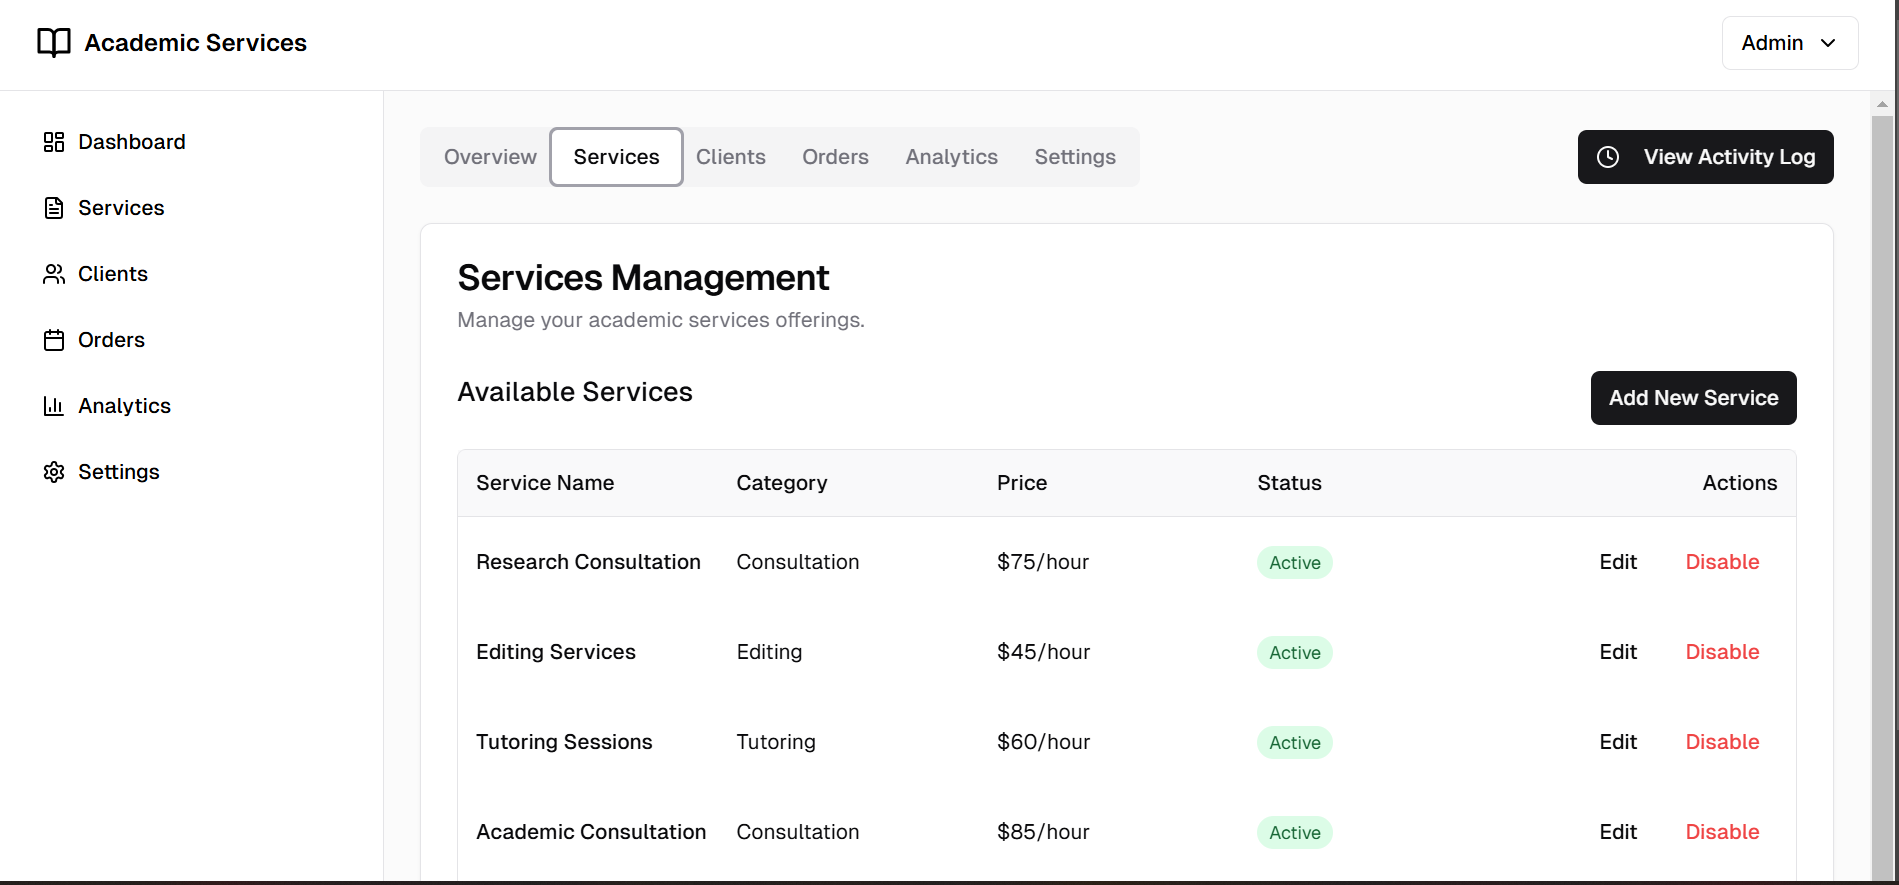 Academic Services
Admin
Dashboard
Services
Clients
Orders
Analytics
Settings
Overview Services Clients Orders Analytics Settings
View Activity Log
Services Management
Manage your academic services offerings.
Available Services
Add New Service
Service Name Category Price Status Actions
Research Consultation Consultation $75/hour Active Edit Disable
Editing Services Editing $45/hour Active Edit Disable
Tutoring Sessions Tutoring $60/hour Active Edit Disable
Academic Consultation Consultation $85/hour Active Edit Disable